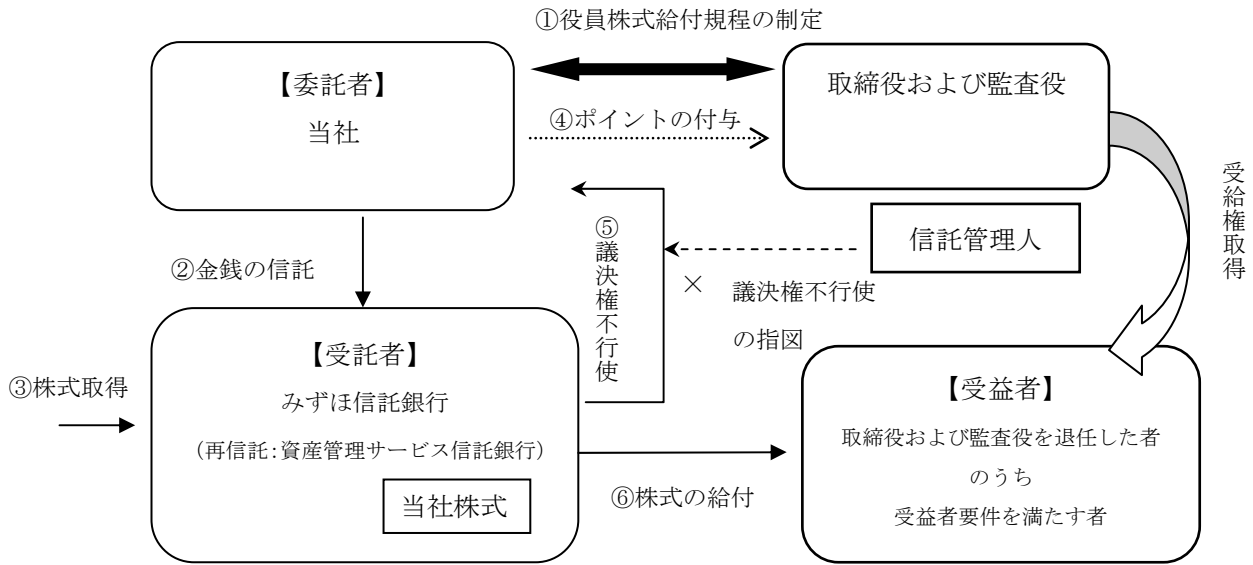 ①役員株式給付規程の制定
【委託者】
当社
取締役および監査役
④ポイントの付与
受給権取得
信託管理人
②金銭の信託
⑤議決権不行使
× 議決権不行使
の指図
【受託者】
みずほ信託銀行
(再信託:資産管理サービス信託銀行)
当社株式
③株式取得
【受益者】
取締役および監査役を退任した者
のうち
受益者要件を満たす者
⑥株式の給付